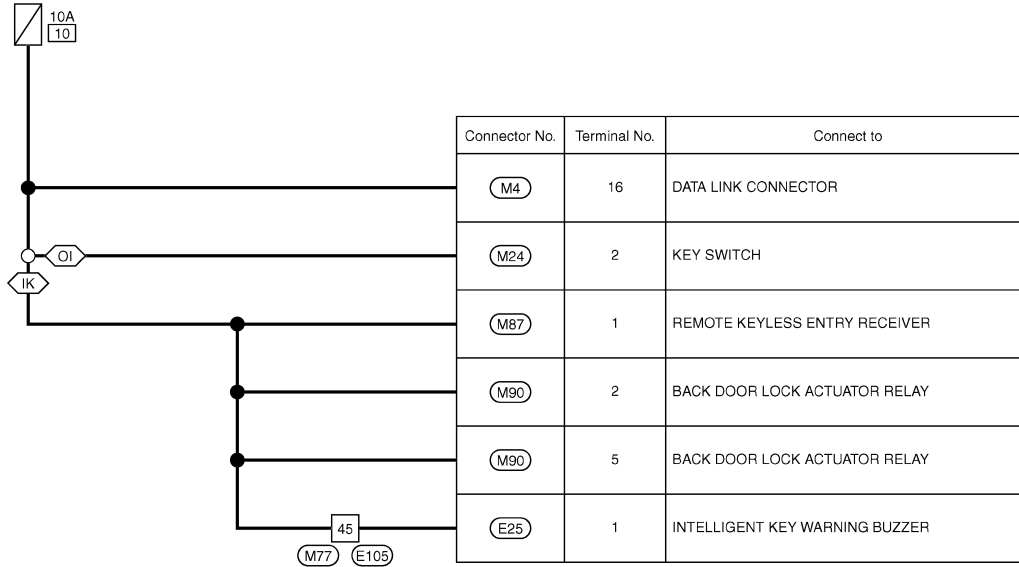 10A
10
Connector No. Terminal No. Connect to
M4 16 DATA LINK CONNECTOR
OI M24 2 KEY SWITCH
IK
M87 1 REMOTE KEYLESS ENTRY RECEIVER
M90 2 BACK DOOR LOCK ACTUATOR RELAY
M90 5 BACK DOOR LOCK ACTUATOR RELAY
45 E25 1 INTELLIGENT KEY WARNING BUZZER
M77 E105